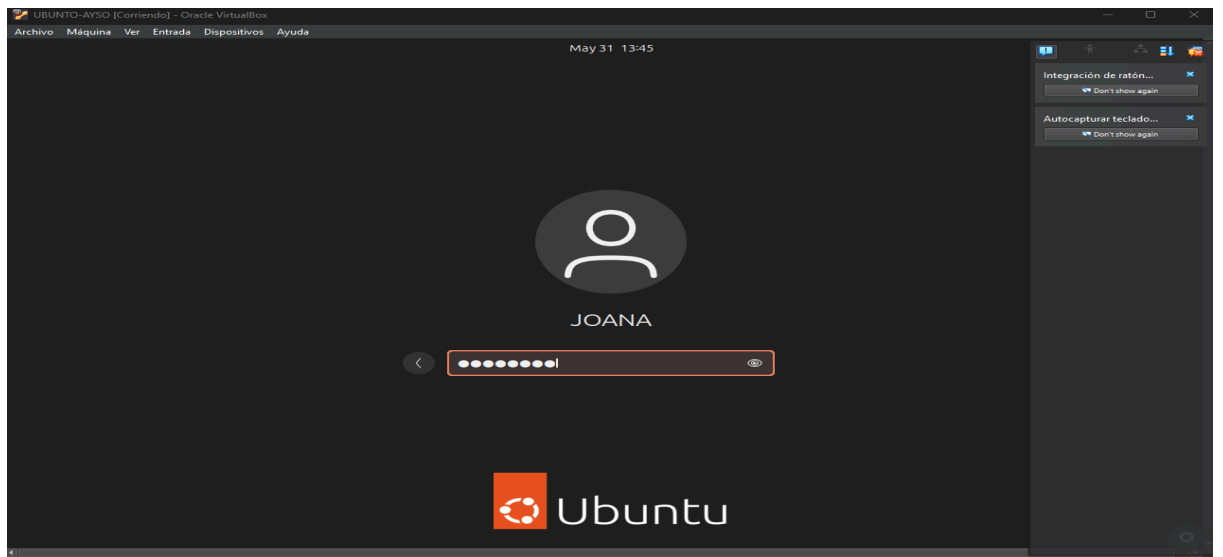 UBUNTO-AYSO [Corriendo] - Oracle VirtualBox
Archivo Máquina Ver Entrada Dispositivos Ayuda
May 31 13:45
Integración de ratón...
Don't show again
Autocapturar teclado...
Don't show again
JOANA
Ubuntu